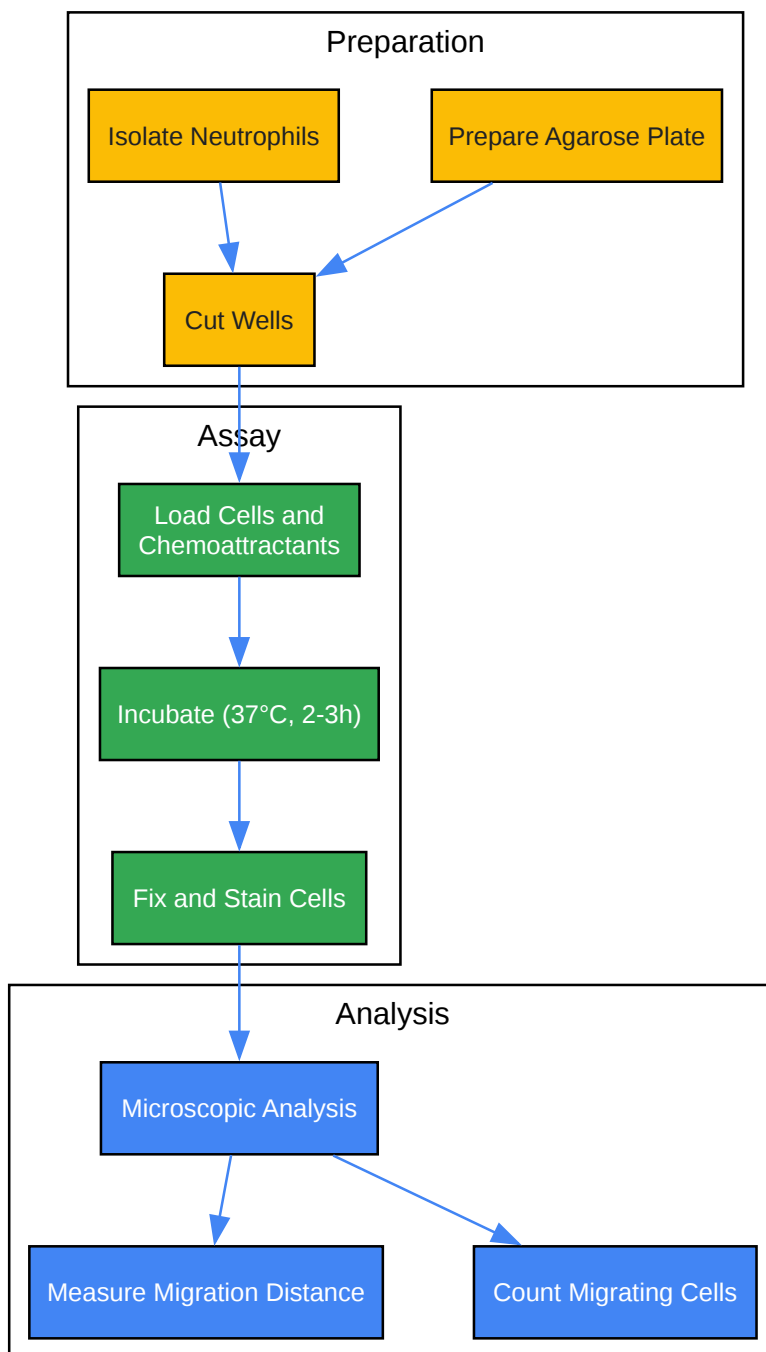 Preparation
Isolate Neutrophils
Prepare Agarose Plate
Cut Wells
Assay
Load Cells and
Chemoattractants
Incubate (37°C, 2-3h)
Fix and Stain Cells
Analysis
Microscopic Analysis
Measure Migration Distance
Count Migrating Cells